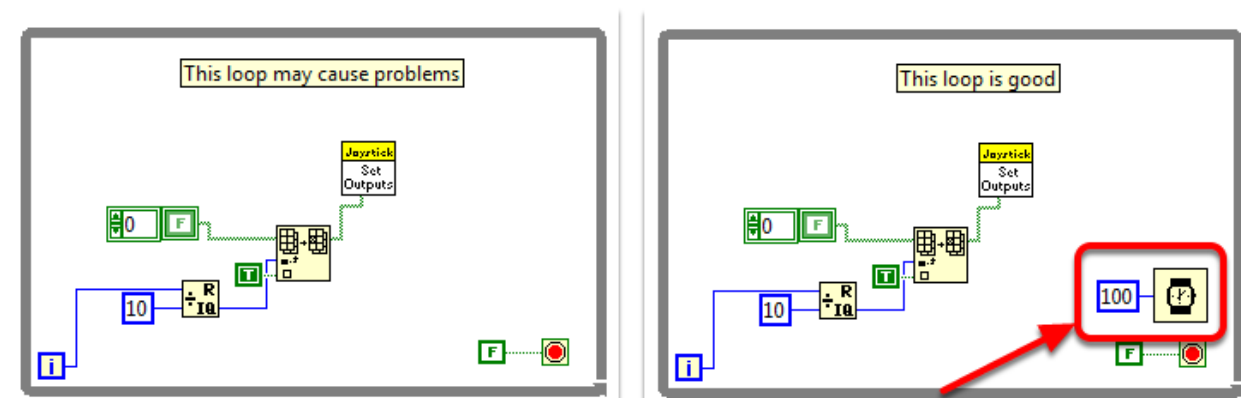 This loop may cause problems
Joystick
Set
Outputs
0
F
T
R
IQ
10
i
F
This loop is good
Joystick
Set
Outputs
0
F
T
R
IQ
10
i
100
F